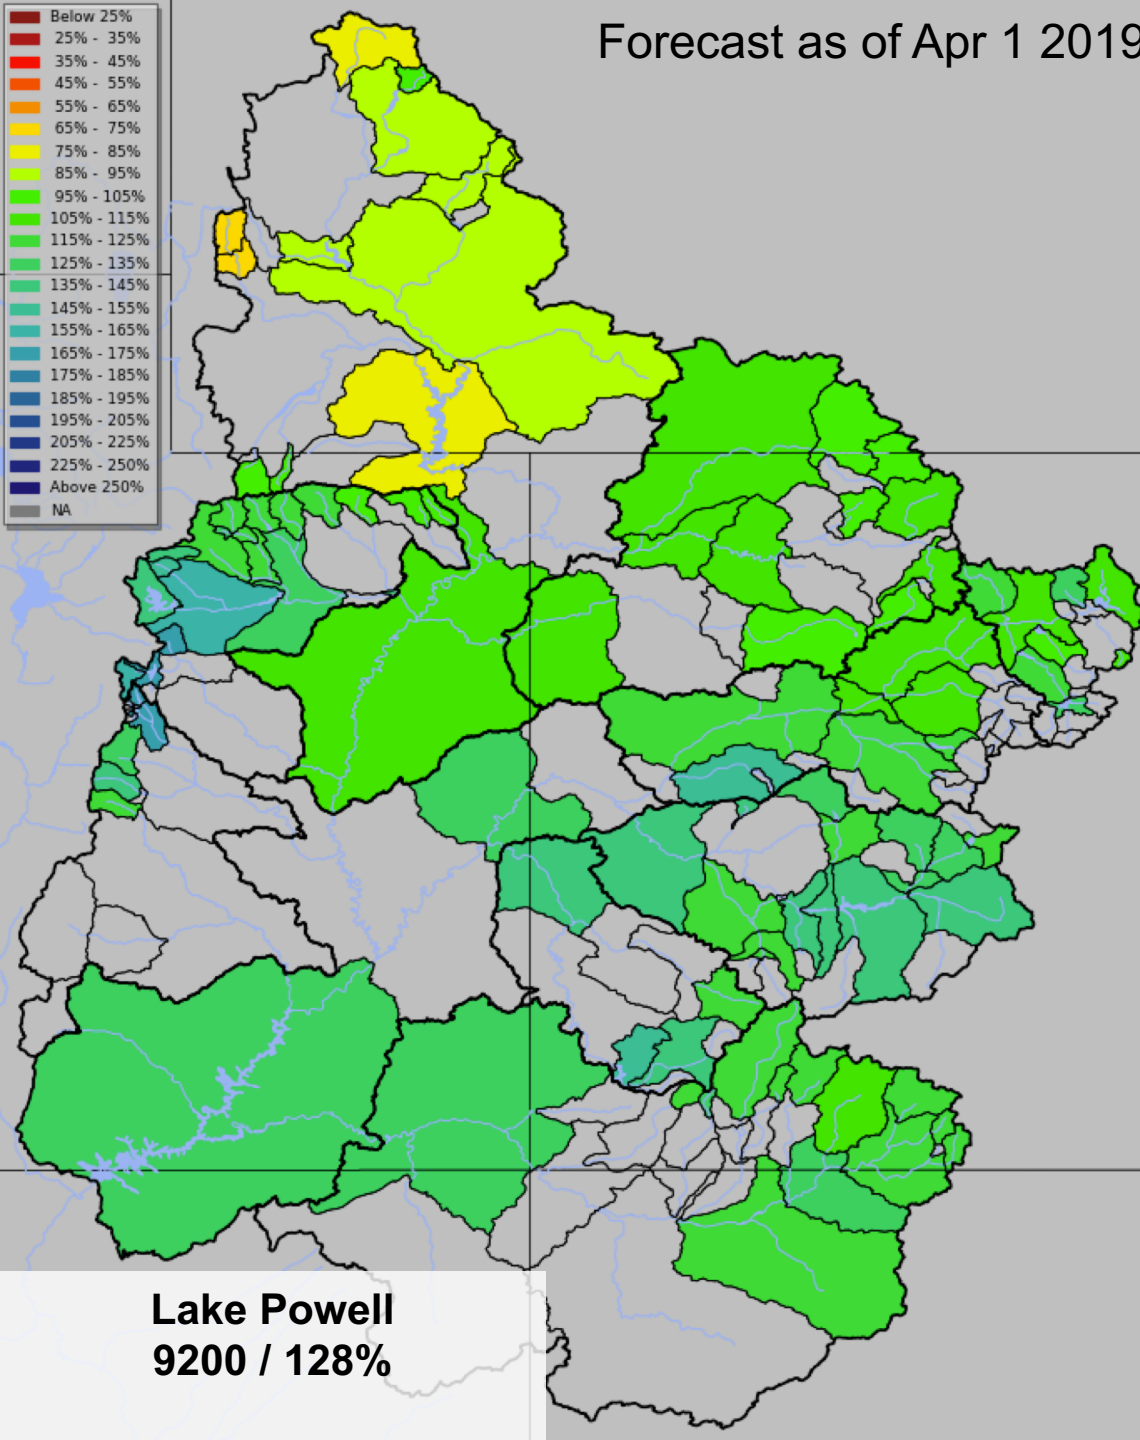 Forecast as of Apr 1 2019
Below 25%
25% - 35%
35% - 45%
45% - 55%
55% - 65%
65% - 75%
75% - 85%
85% - 95%
95% - 105%
105% - 115%
115% - 125%
125% - 135%
135% - 145%
145% - 155%
155% - 165%
165% - 175%
175% - 185%
185% - 195%
195% - 205%
205% - 225%
225% - 250%
Above 250%
NA
Lake Powell
9200 / 128%